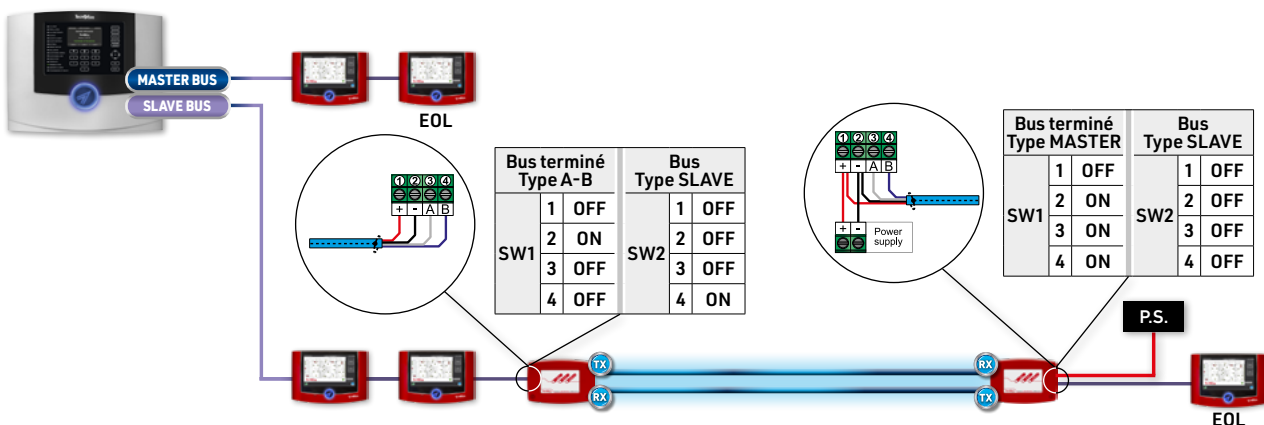 MASTER BUS
SLAVE BUS
EOL
1 2 3 4
+ - A B
Bus terminé Type A-B
Bus Type SLAVE
SW1
1 OFF
2 ON
3 OFF
4 OFF
SW2
1 OFF
2 OFF
3 OFF
4 ON
1 2 3 4
+ - A B
+ -
Power supply
Bus terminé Type MASTER
Bus Type SLAVE
SW1
1 OFF
2 ON
3 ON
4 ON
SW2
1 OFF
2 OFF
3 OFF
4 OFF
P.S.
TX
RX
RX
TX
EOL